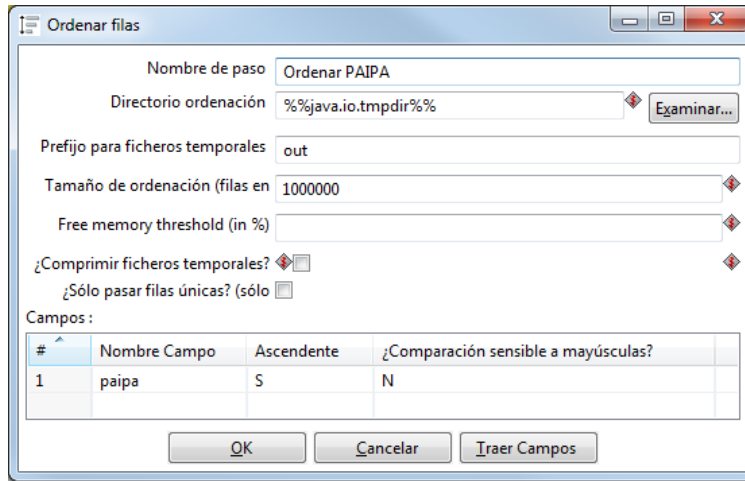 Ordenar filas
Nombre de paso Ordenar PAIPA
Directorio ordenación %%java.io.tmpdir%% Examinar...
Prefijo para ficheros temporales out
Tamaño de ordenación (filas en 1000000
Free memory threshold (in %)
¿Comprimir ficheros temporales?
¿Sólo pasar filas únicas? (sólo
Campos :
# Nombre Campo Ascendente ¿Comparación sensible a mayúsculas?
1 paipa S N
OK Cancelar Traer Campos